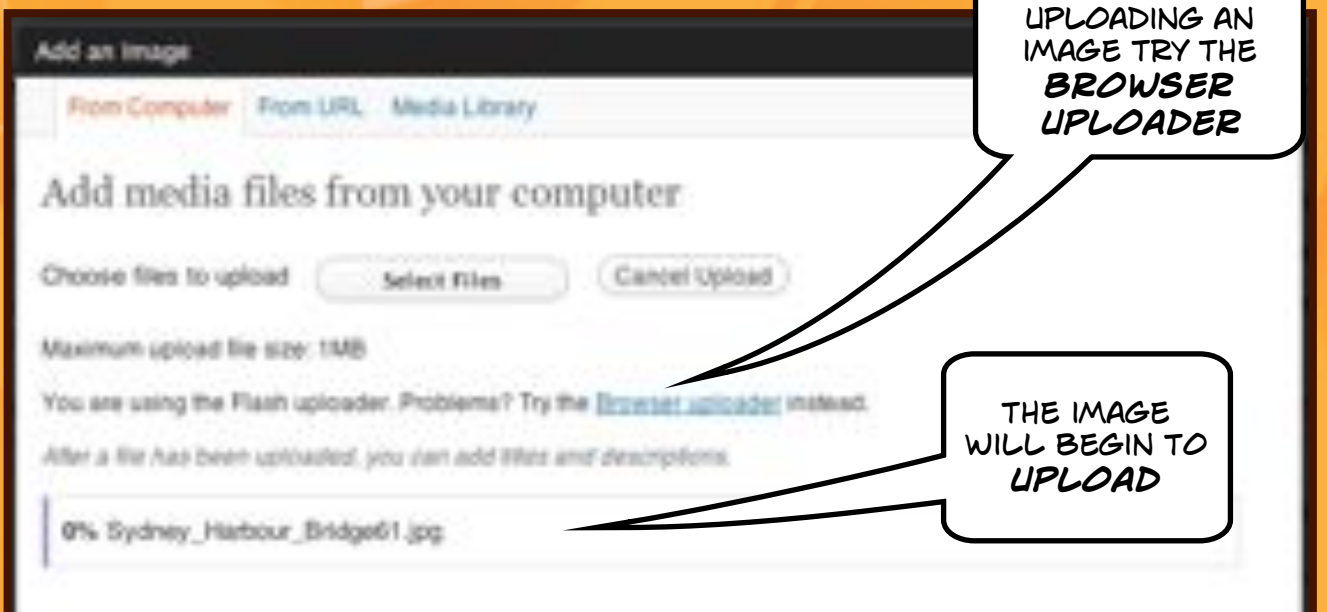 UPLOADING AN
IMAGE TRY THE
BROWSER
UPLOADER
Add an Image
From Computer From URL Media Library
Add media files from your computer
Choose files to upload Select Files Cancel Upload
Maximum upload file size: 1MB
You are using the Flash uploader. Problems? Try the Browser uploader instead.
After a file has been uploaded, you can add titles and descriptions.
THE IMAGE
WILL BEGIN TO
UPLOAD
0% Sydney_Harbour_Bridge61.jpg